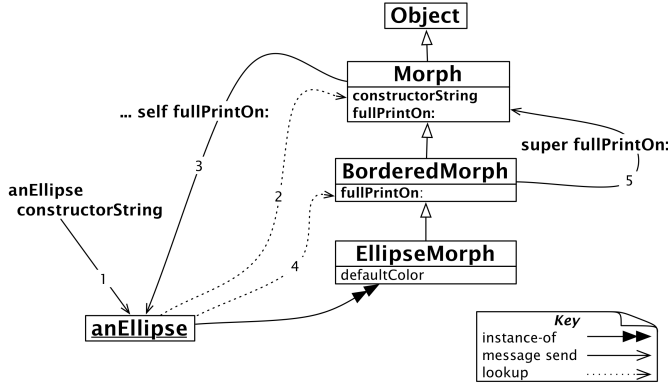 Object
Morph
constructorString
fullPrintOn:
... self fullPrintOn:
super fullPrintOn:
3
BorderedMorph
fullPrintOn:
5
2
anEllipse
constructorString
4
EllipseMorph
defaultColor
1
anEllipse
Key
instance-of
message send
lookup